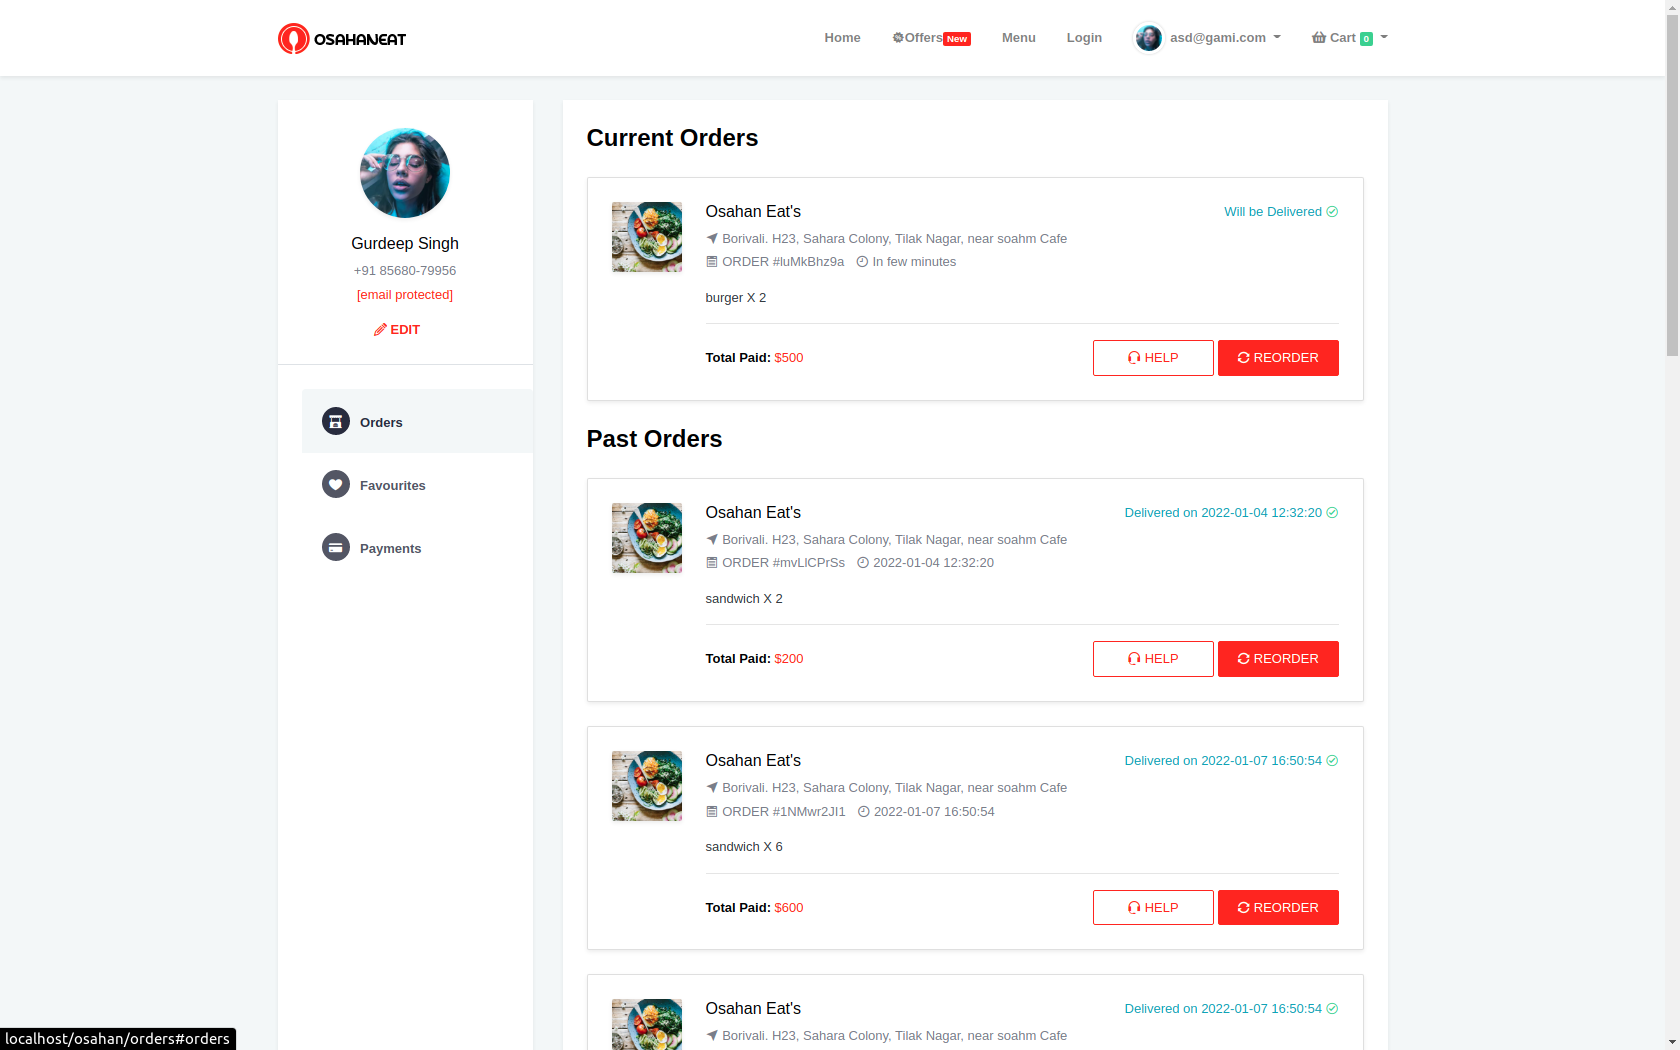 OSAHANEAT
Home Offers New Menu Login asd@gami.com Cart 0
Gurdeep Singh
+91 85680-79956
[email protected]
EDIT
Orders
Favourites
Payments
Current Orders
Osahan Eat's Will be Delivered
Borivali. H23, Sahara Colony, Tilak Nagar, near soahm Cafe
ORDER #luMkBhz9a In few minutes
burger X 2
Total Paid: $500 HELP REORDER
Past Orders
Osahan Eat's Delivered on 2022-01-04 12:32:20
Borivali. H23, Sahara Colony, Tilak Nagar, near soahm Cafe
ORDER #mvLlCPrSs 2022-01-04 12:32:20
sandwich X 2
Total Paid: $200 HELP REORDER
Osahan Eat's Delivered on 2022-01-07 16:50:54
Borivali. H23, Sahara Colony, Tilak Nagar, near soahm Cafe
ORDER #1NMwr2JI1 2022-01-07 16:50:54
sandwich X 6
Total Paid: $600 HELP REORDER
Osahan Eat's Delivered on 2022-01-07 16:50:54
Borivali. H23, Sahara Colony, Tilak Nagar, near soahm Cafe
localhost/osahan/orders#orders